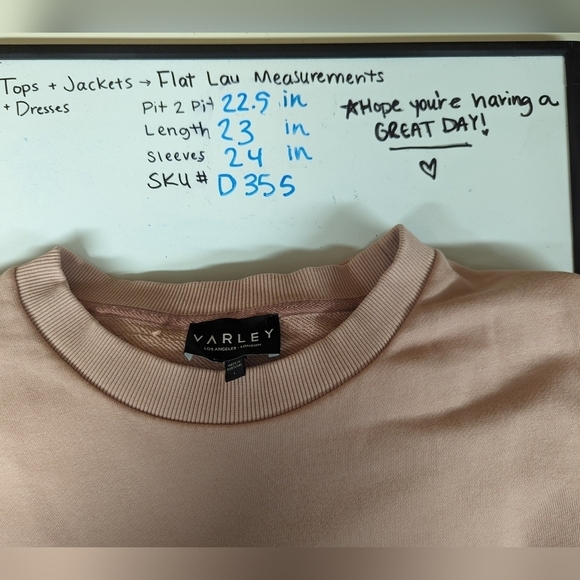 Tops + Jackets → Flat Lay Measurements
+ Dresses
Pit 2 Pit 22.5 in
Length 23 in
Sleeves 24 in
SKU # D355
★Hope you're having a
GREAT DAY!
♡
VARLEY
LOS ANGELES · LONDON
L